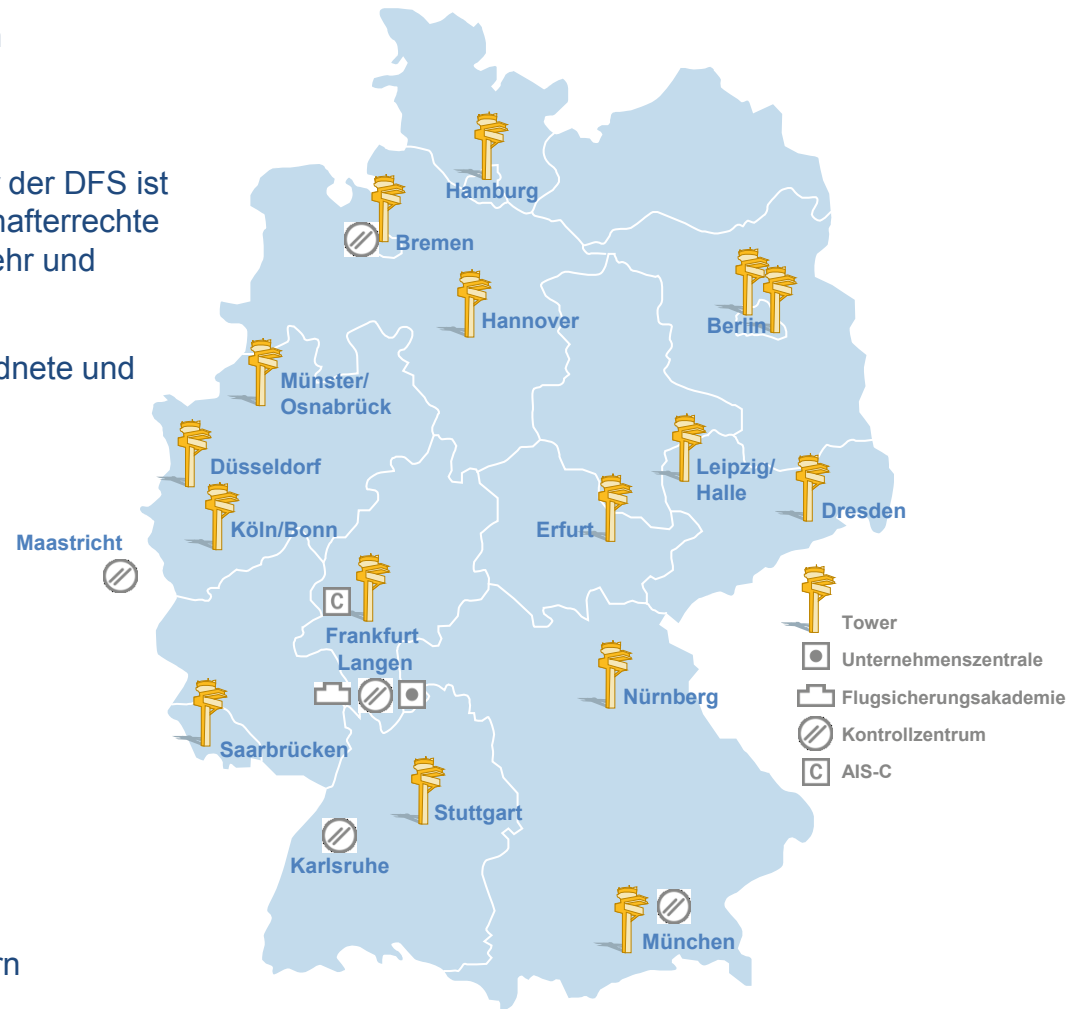 der DFS ist
hafterrechte
ehr und
dnete und
rn
Hamburg
Bremen
Hannover
Berlin
Münster/
Osnabrück
Düsseldorf
Leipzig/
Halle
Köln/Bonn
Erfurt
Dresden
Maastricht
C
Frankfurt
Langen
Nürnberg
Saarbrücken
Stuttgart
Karlsruhe
München
Tower
Unternehmenszentrale
Flugsicherungsakademie
Kontrollzentrum
C AIS-C